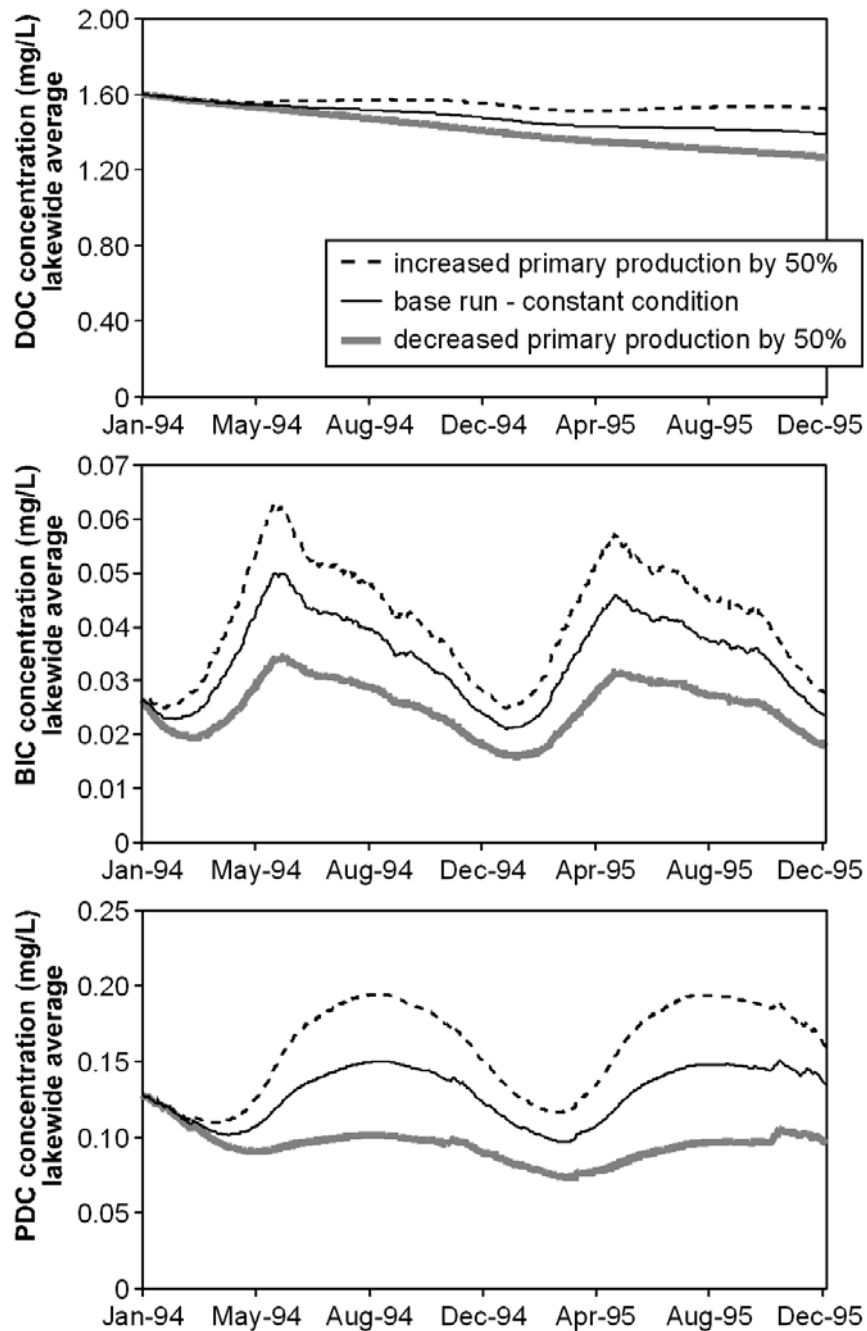 DOC concentration (mg/L)
lakewide average
2.00
1.60
1.20
0.80
0.40
0
increased primary production by 50%
base run - constant condition
decreased primary production by 50%
Jan-94 May-94 Aug-94 Dec-94 Apr-95 Aug-95 Dec-95
BIC concentration (mg/L)
lakewide average
0.07
0.06
0.05
0.04
0.03
0.02
0.01
0
Jan-94 May-94 Aug-94 Dec-94 Apr-95 Aug-95 Dec-95
PDC concentration (mg/L)
lakewide average
0.25
0.20
0.15
0.10
0.05
0
Jan-94 May-94 Aug-94 Dec-94 Apr-95 Aug-95 Dec-95